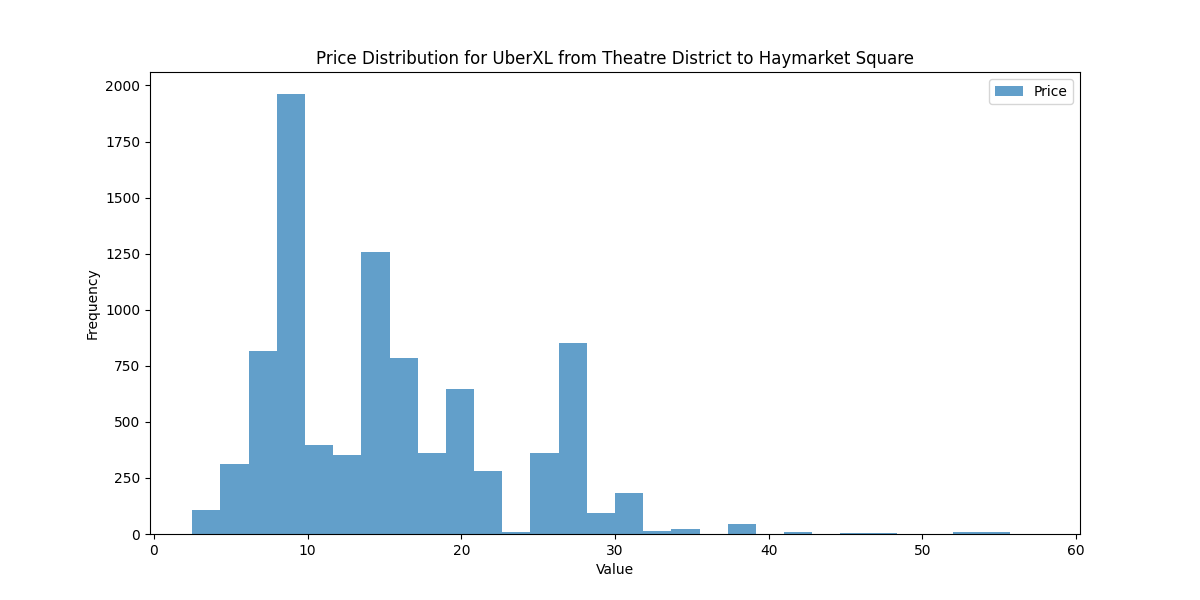 Price Distribution for UberXL from Theatre District to Haymarket Square
Price
2000
1750
1500
1250
1000
750
500
250
0
Frequency
0 10 20 30 40 50 60
Value